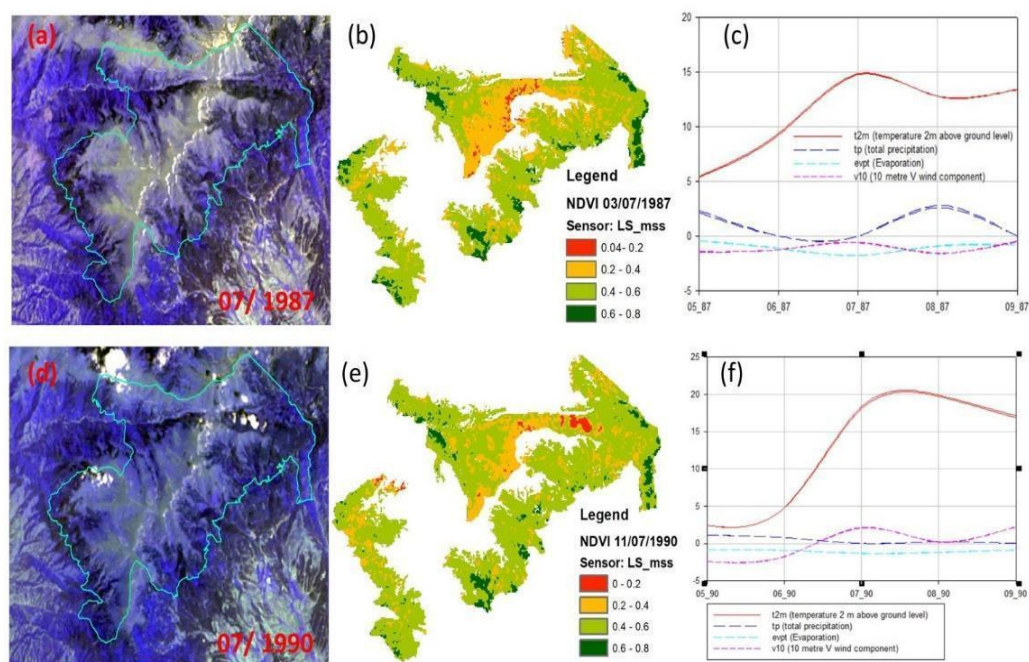 (a)
07/ 1987
(b)
Legend
NDVI 03/07/1987
Sensor: LS_mss
0.04- 0.2
0.2 - 0.4
0.4 - 0.6
0.6 - 0.8
(c)
20
15
10
5
0
-5
t2m (temperature 2m above ground level)
tp (total precipitation)
evpt (Evaporation)
v10 (10 metre V wind component)
05_87 06_87 07_87 08_87 09_87
(d)
07/ 1990
(e)
Legend
NDVI 11/07/1990
Sensor: LS_mss
0 - 0.2
0.2 - 0.4
0.4 - 0.6
0.6 - 0.8
(f)
25
20
15
10
5
0
-5
05_90 06_90 07_90 08_90 09_90
t2m (temperature 2 m above ground level)
tp (total precipitation)
evpt (Evaporation)
v10 (10 metre V wind component)